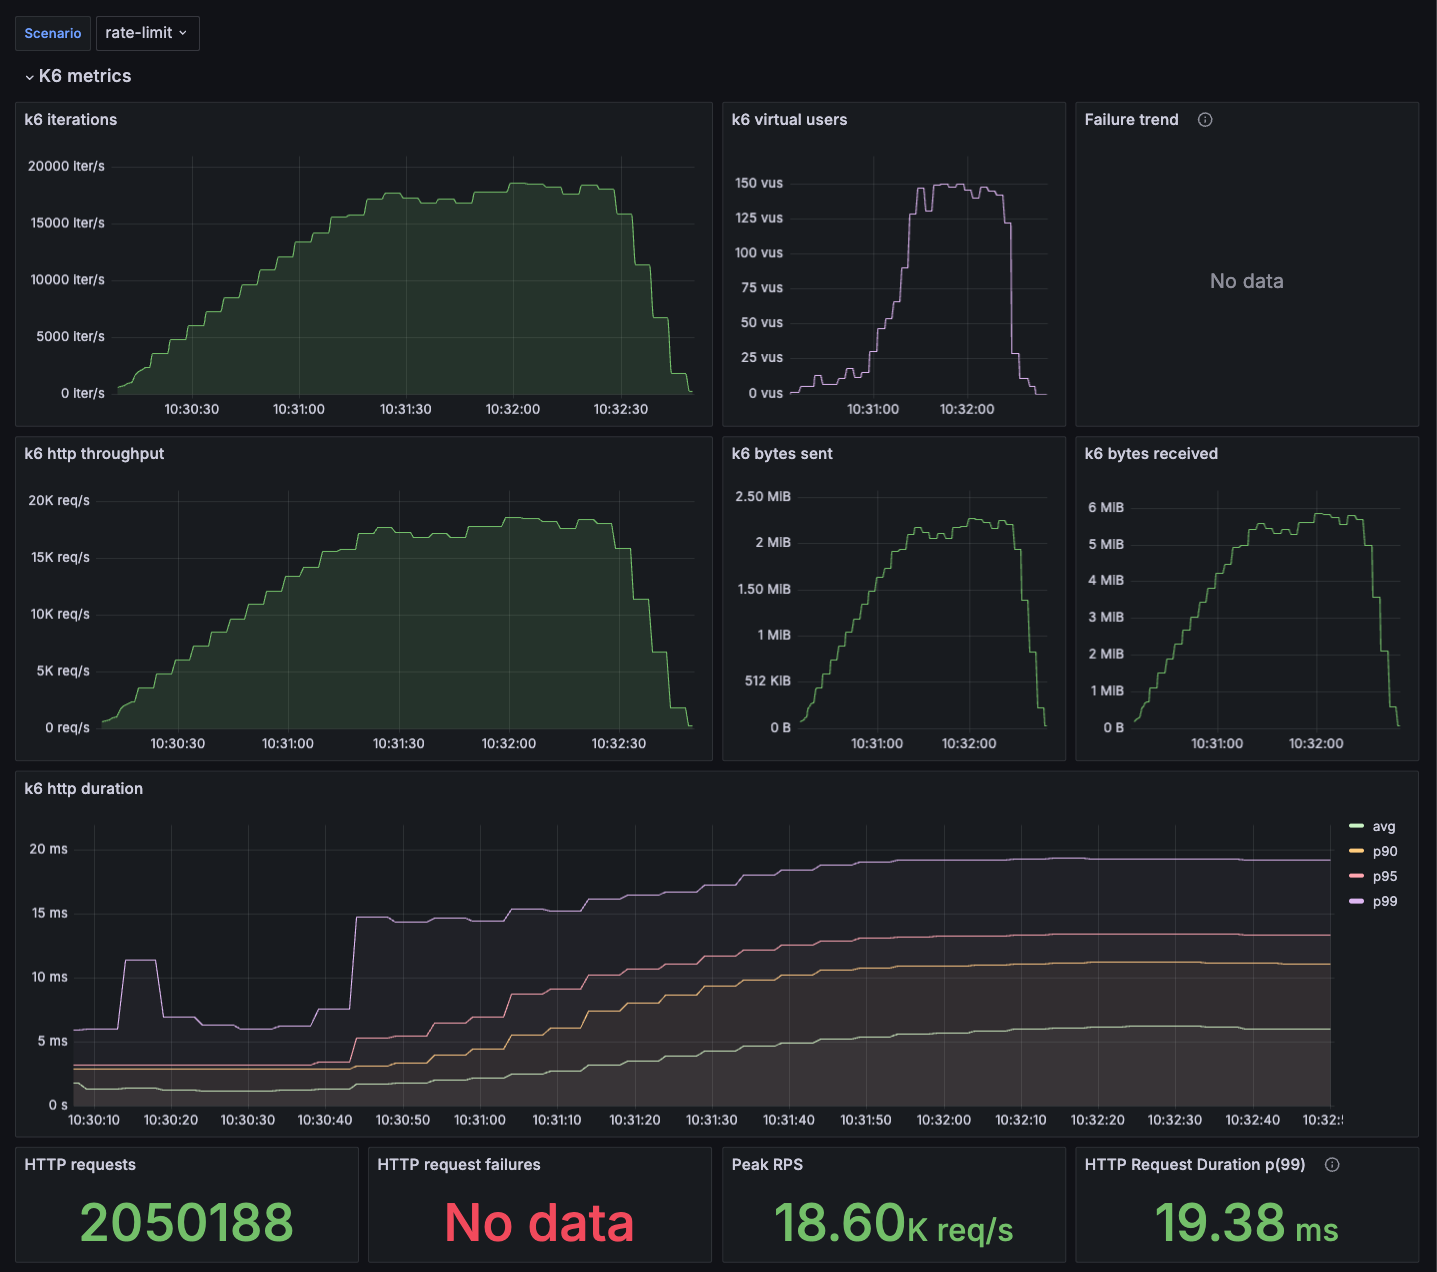 Scenario rate-limit
K6 metrics
k6 iterations
20000 iter/s
15000 iter/s
10000 iter/s
5000 iter/s
0 iter/s
10:30:30 10:31:00 10:31:30 10:32:00 10:32:30
k6 virtual users
150 vus
125 vus
100 vus
75 vus
50 vus
25 vus
0 vus
10:31:00 10:32:00
Failure trend
No data
k6 http throughput
20K req/s
15K req/s
10K req/s
5K req/s
0 req/s
10:30:30 10:31:00 10:31:30 10:32:00 10:32:30
k6 bytes sent
2.50 MiB
2 MiB
1.50 MiB
1 MiB
512 KiB
0 B
10:31:00 10:32:00
k6 bytes received
6 MiB
5 MiB
4 MiB
3 MiB
2 MiB
1 MiB
0 B
10:31:00 10:32:00
k6 http duration
20 ms
15 ms
10 ms
5 ms
0 s
10:30:10 10:30:20 10:30:30 10:30:40 10:30:50 10:31:00 10:31:10 10:31:20 10:31:30 10:31:40 10:31:50 10:32:00 10:32:10 10:32:20 10:32:30 10:32:40
avg
p90
p95
p99
HTTP requests
2050188
HTTP request failures
No data
Peak RPS
18.60K req/s
HTTP Request Duration p(99)
19.38 ms